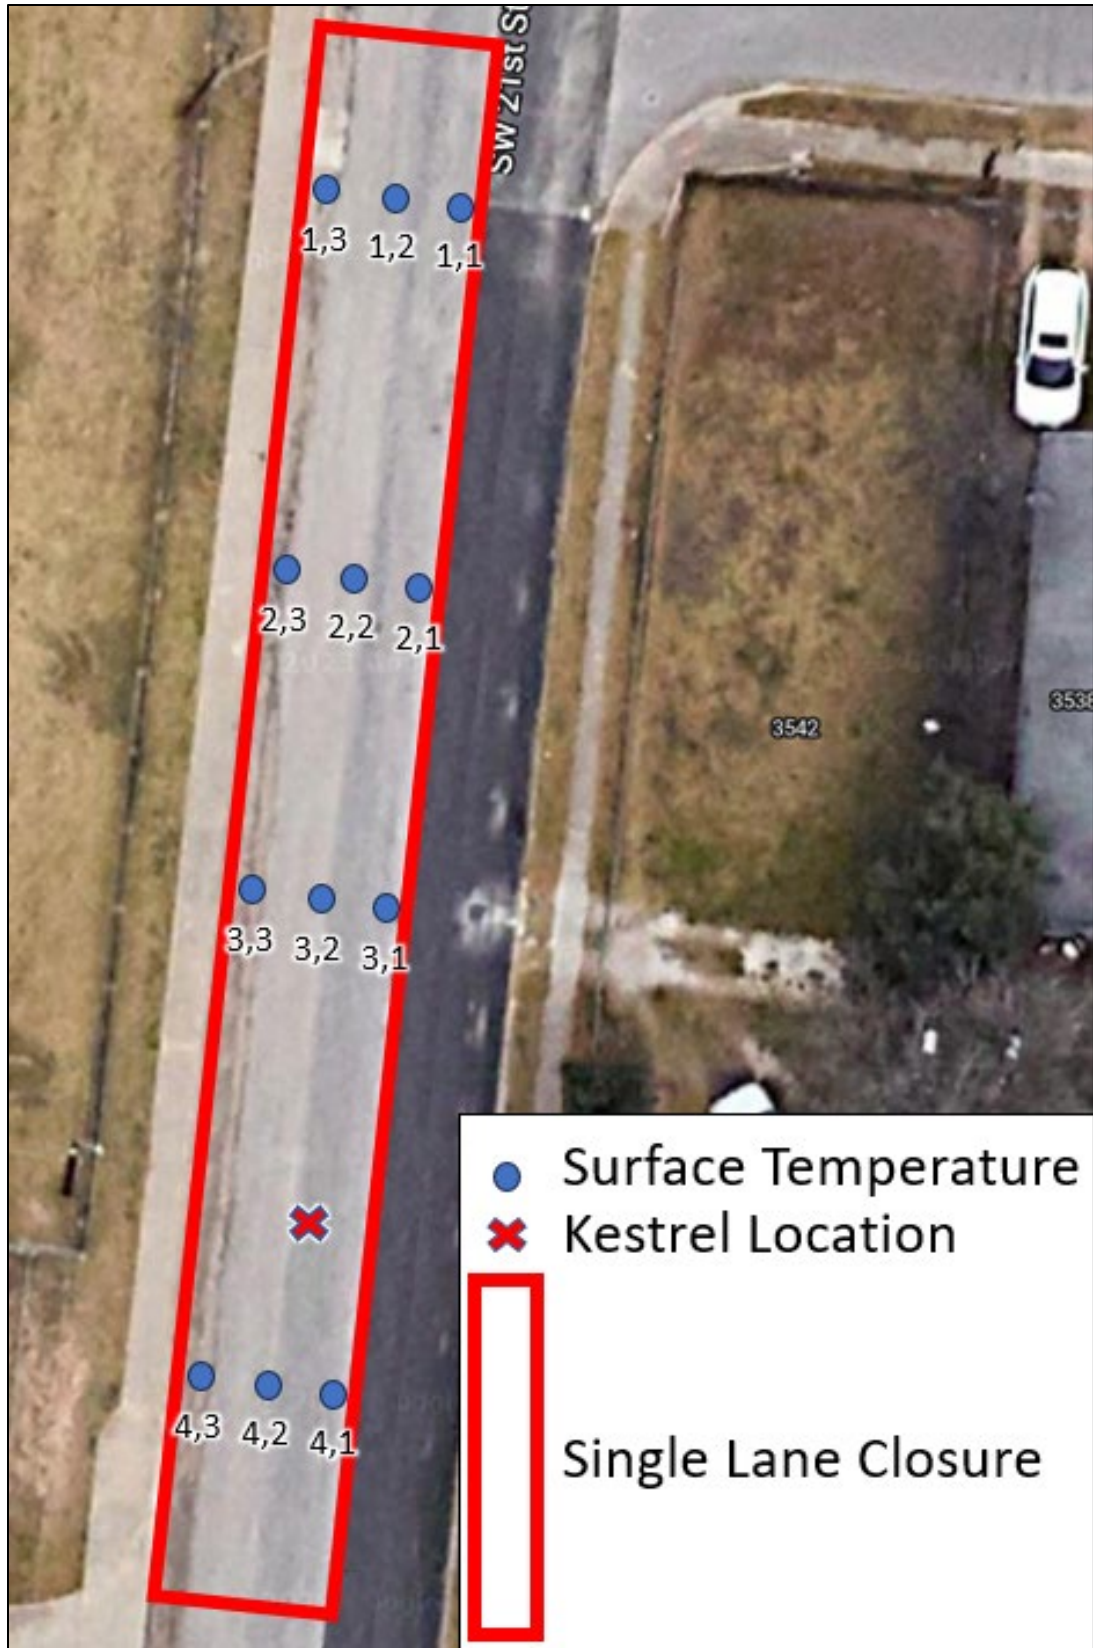 SW 21st St
1,3 1,2 1,1
2,3 2,2 2,1
3538
3542
3,3 3,2 3,1
Surface Temperature
Kestrel Location
4,3 4,2 4,1
Single Lane Closure